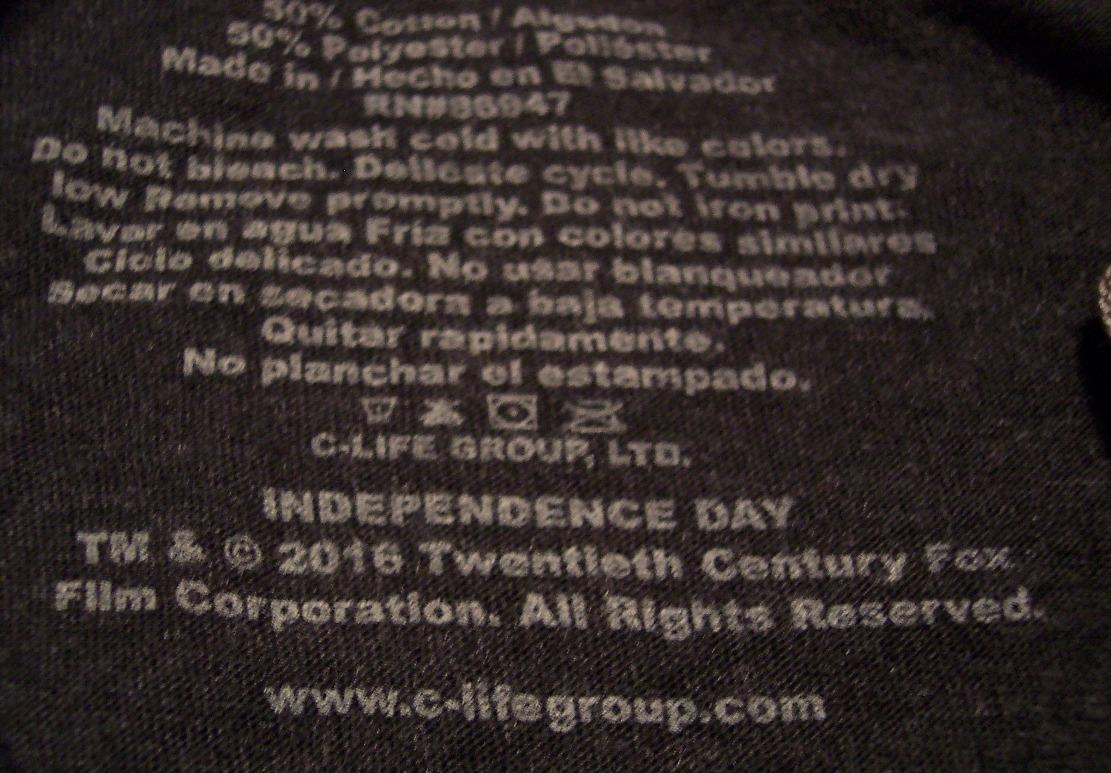 50% Cotton / Algodon
50% Polyester / Poliéster
Made in / Hecho en El Salvador
RN#86947
Machine wash cold with like colors.
Do not bleach. Delicate cycle. Tumble dry
low Remove promptly. Do not iron print.
Lavar en agua Fria con colores similares
Ciclo delicado. No usar blanqueador
secar en secadora a baja temperatura.
Quitar rapidamente.
No planchar el estampado.
C-LIFE GROUP, LTD.
INDEPENDENCE DAY
TM & © 2016 Twentieth Century Fox
Film Corporation. All Rights Reserved.
www.c-lifegroup.com